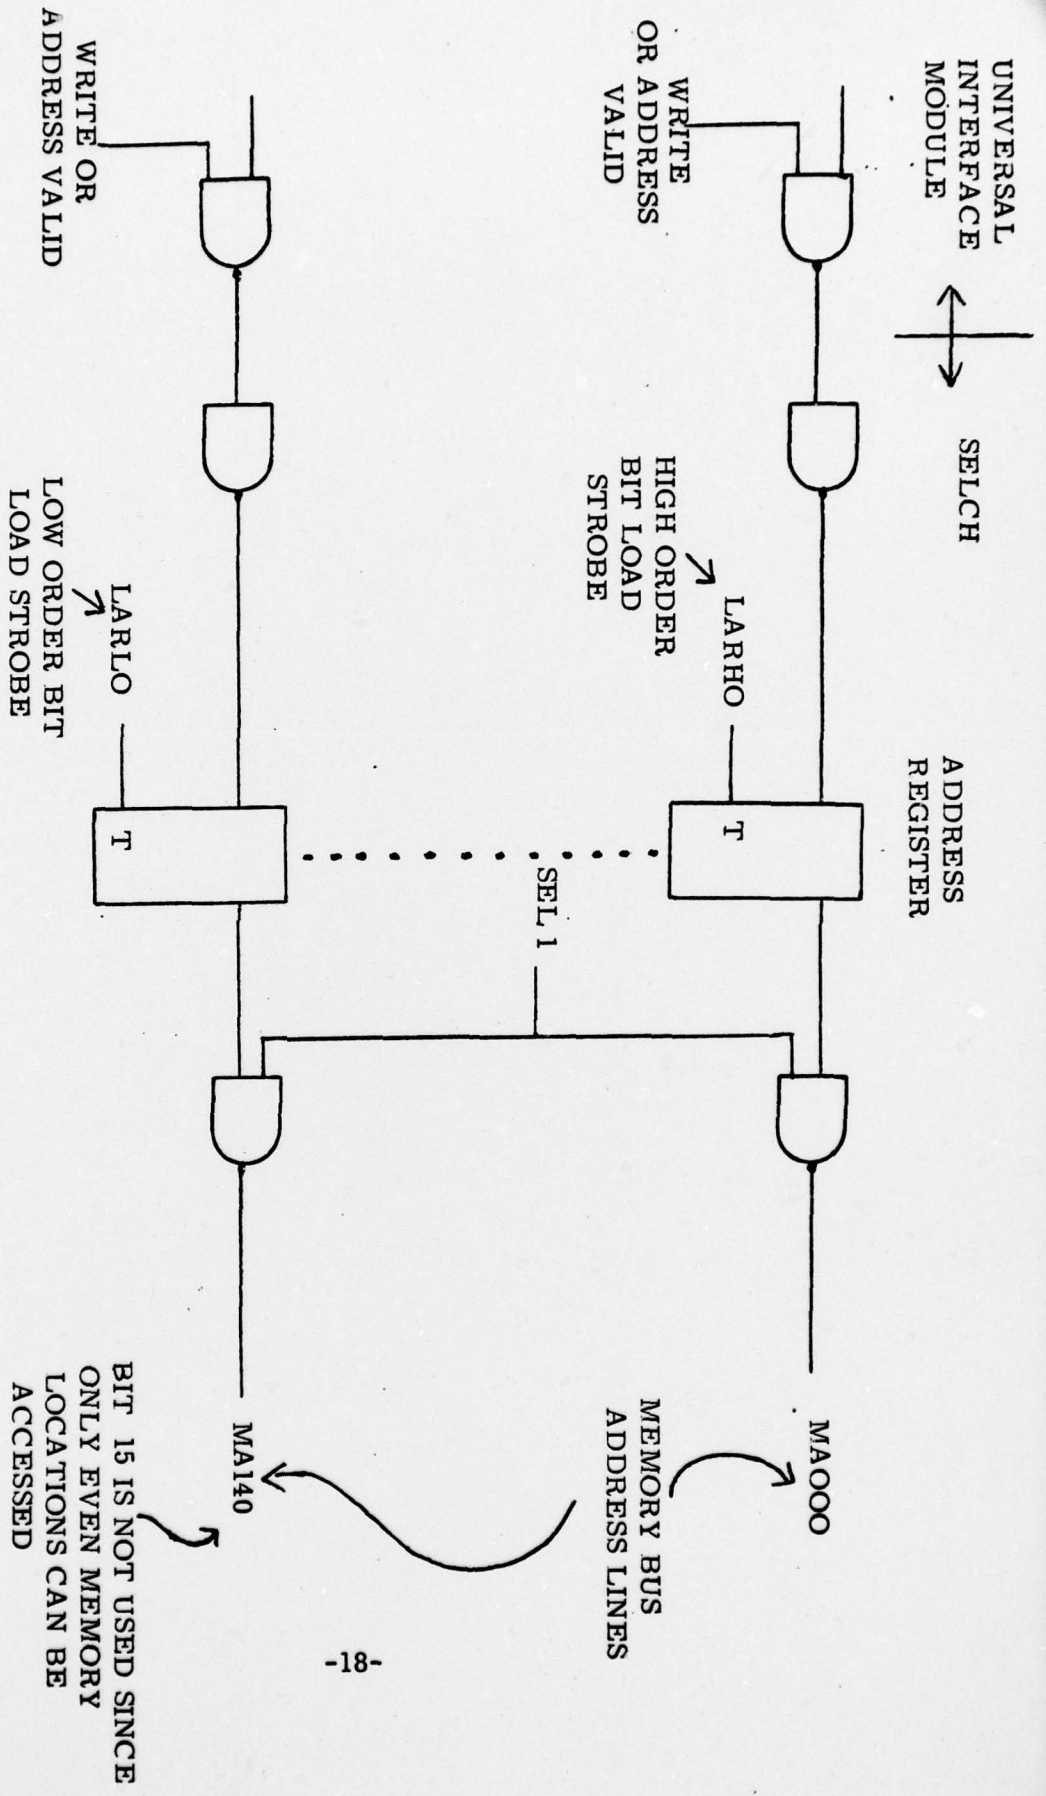 UNIVERSAL
INTERFACE
MODULE
SELCH
ADDRESS
REGISTER
WRITE
OR ADDRESS
VALID
HIGH ORDER
BIT LOAD
STROBE
LARHO
T
MAOOO
MEMORY BUS
ADDRESS LINES
SEL 1
WRITE OR
ADDRESS VALID
LARLO
LOW ORDER BIT
LOAD STROBE
T
MA140
BIT 15 IS NOT USED SINCE
ONLY EVEN MEMORY
LOCATIONS CAN BE
ACCESSED
-18-